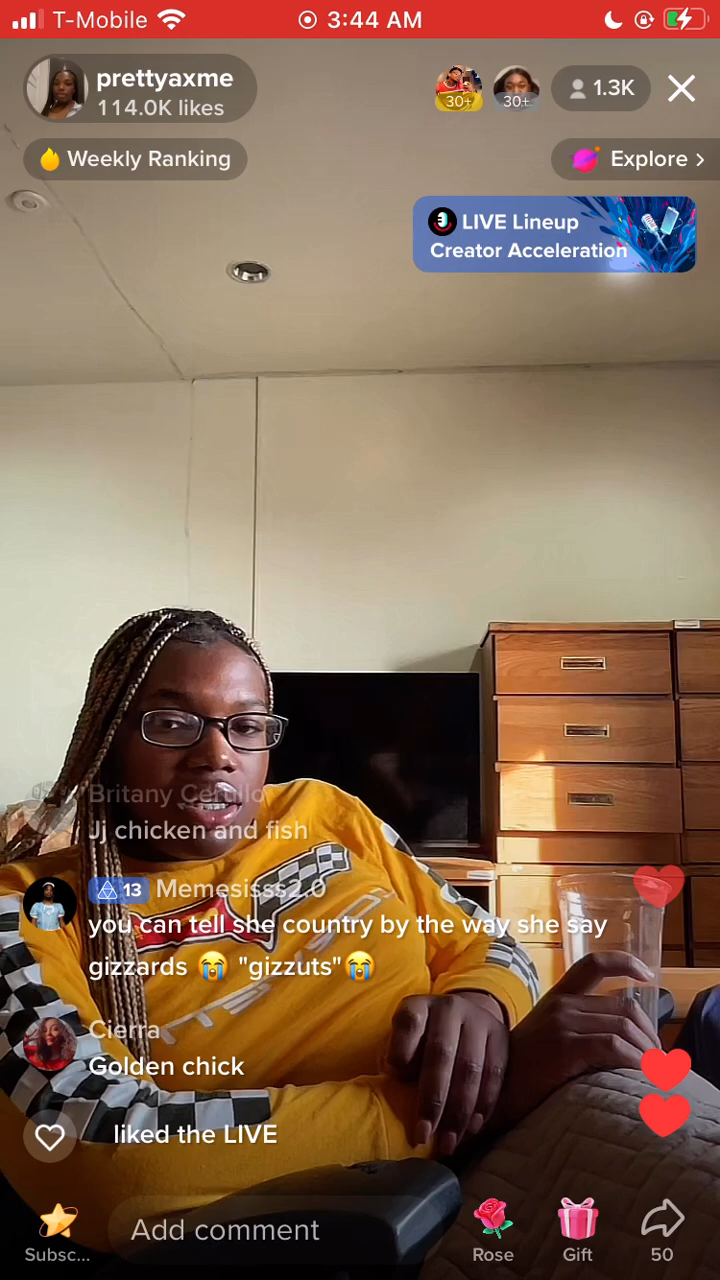 T-Mobile
3:44 AM
prettyaxme
114.0K likes
30+
30+
1.3K
Weekly Ranking
Explore >
LIVE Lineup
Creator Acceleration
Jj chicken and fish
13 Memesisss2.0
you can tell she country by the way she say
gizzards 😭 "gizzuts"😭
Cierra
Golden chick
liked the LIVE
Subsc...
Add comment
Rose
Gift
50